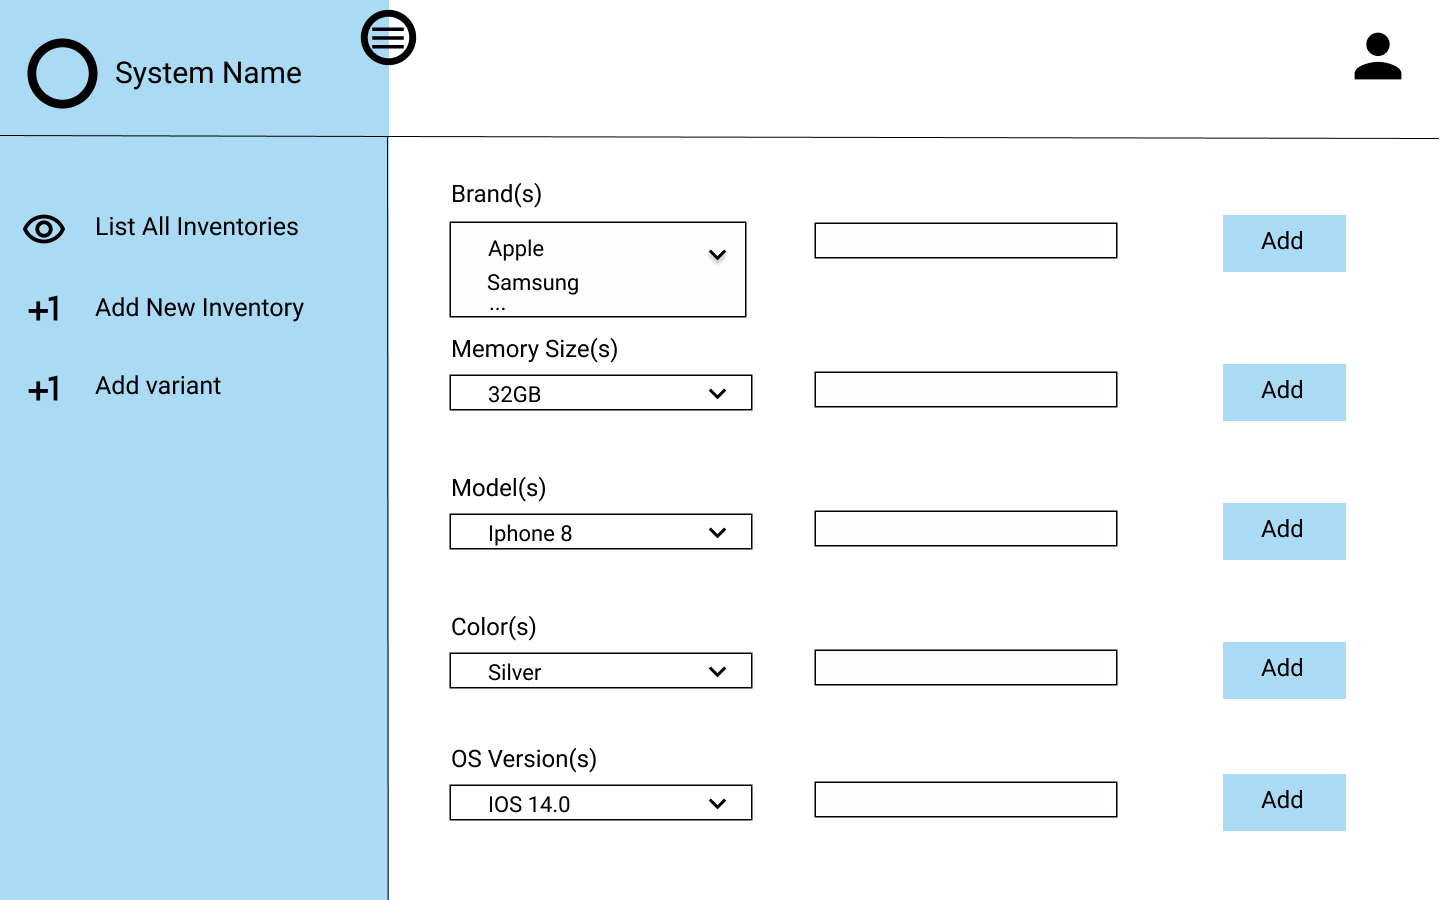 System Name
List All Inventories
+1 Add New Inventory
+1 Add variant
Brand(s)
Apple
Samsung
...
Add
Memory Size(s)
32GB
Add
Model(s)
Iphone 8
Add
Color(s)
Silver
Add
OS Version(s)
IOS 14.0
Add